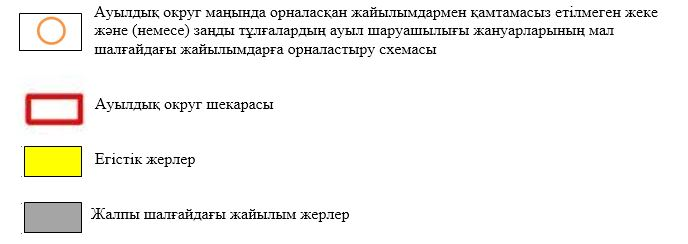 Ауылдық округ маңында орналасқан жайылымдармен қамтамасыз етілмеген жеке
және (немесе) заңды тұлғалардың ауыл шаруашылығы жануарларының мал
шалғайдағы жайылымдарға орналастыру схемасы
Ауылдық округ шекарасы
Егістік жерлер
Жалпы шалғайдағы жайылым жерлер